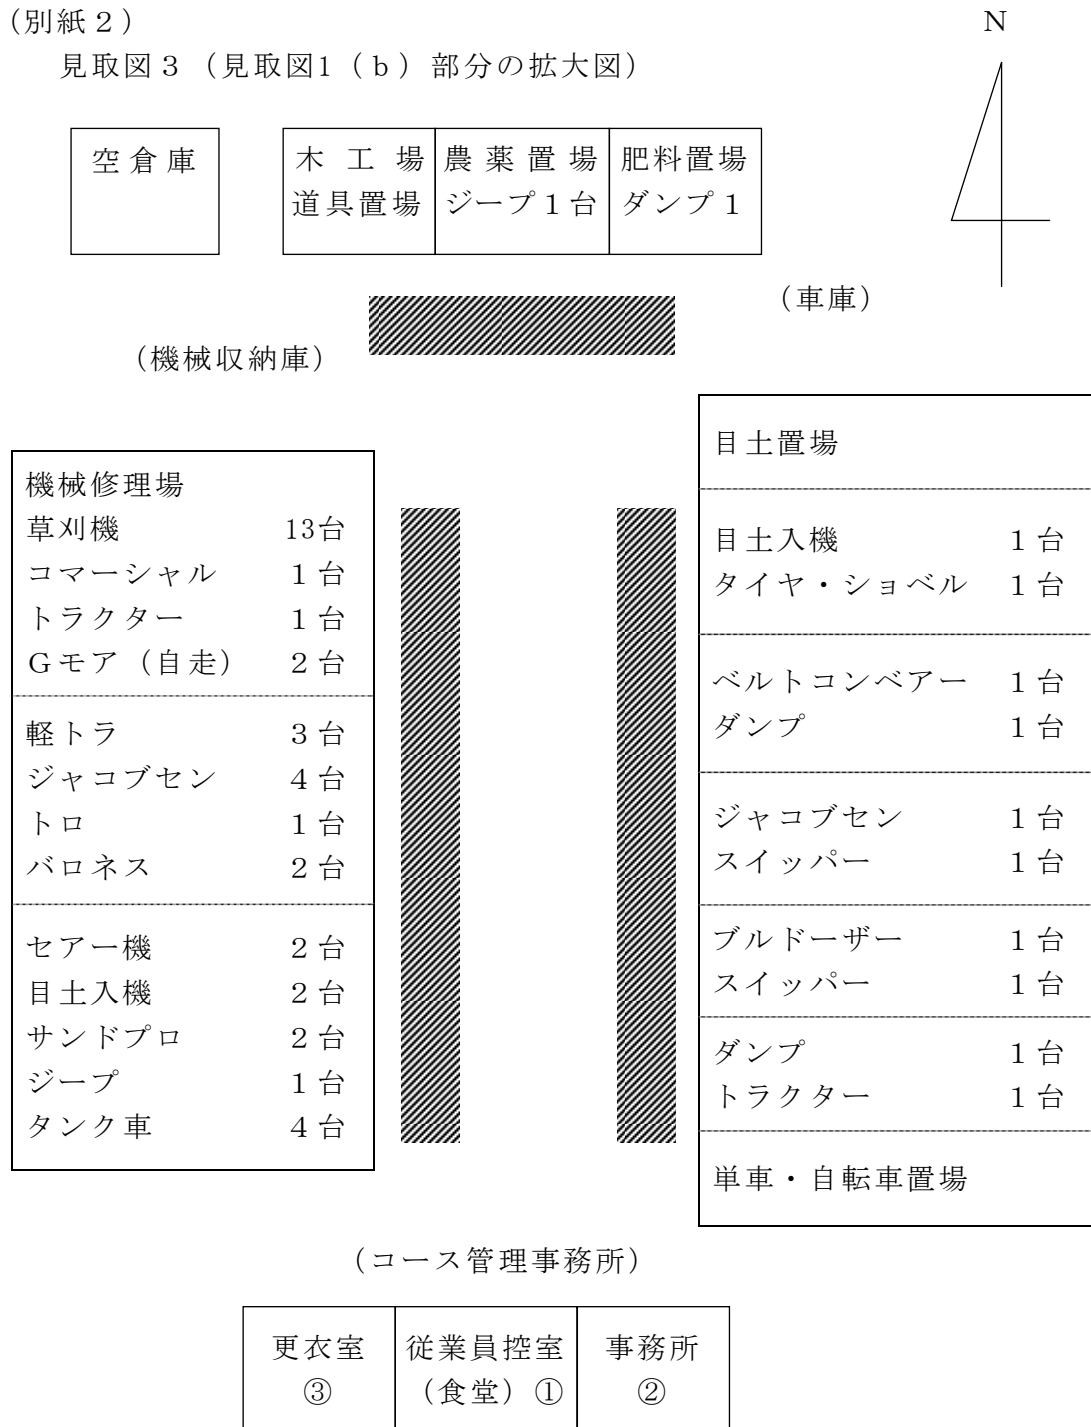 （別紙２）
N
見取図３（見取図1（ｂ）部分の拡大図）
空倉庫
木工場
道具置場
農薬置場
ジープ１台
肥料置場
ダンプ１
（車庫）
（機械収納庫）
機械修理場
草刈機 13台
コマーシャル １台
トラクター １台
Ｇモア（自走） ２台
軽トラ ３台
ジャコブセン ４台
トロ １台
バロネス ２台
セアー機 ２台
目土入機 ２台
サンドプロ ２台
ジープ １台
タンク車 ４台
目土置場
目土入機 １台
タイヤ・ショベル １台
ベルトコンベアー １台
ダンプ １台
ジャコブセン １台
スイッパー １台
ブルドーザー １台
スイッパー １台
ダンプ １台
トラクター １台
単車・自転車置場
（コース管理事務所）
更衣室
③
従業員控室
（食堂）①
事務所
②